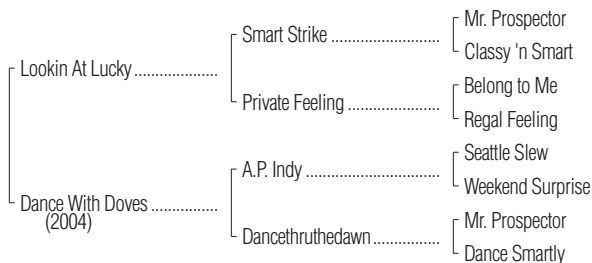 Mr. Prospector
Smart Strike ..........................
Classy 'n Smart
Lookin At Lucky ....................
Belong to Me
Private Feeling ......................
Regal Feeling
Seattle Slew
A.P. Indy ................................
Weekend Surprise
Dance With Doves ................
(2004)
Mr. Prospector
Dancethruthedawn ................
Dance Smartly